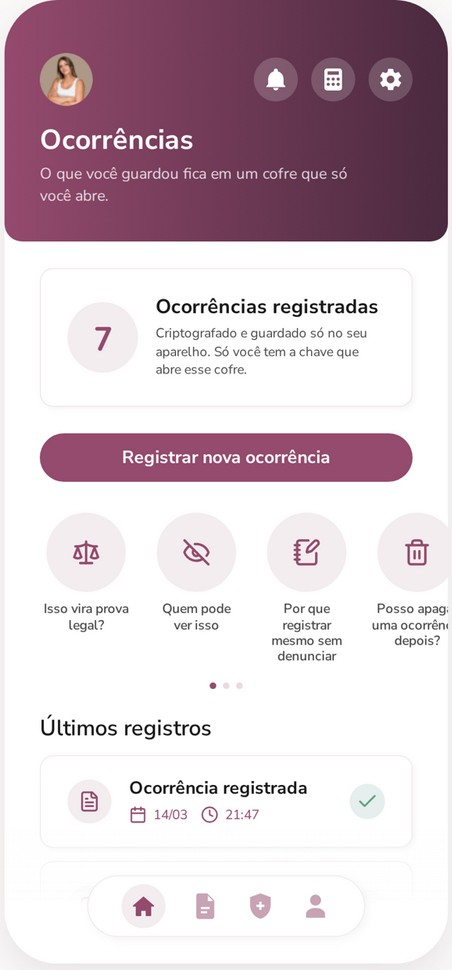 Ocorrências
O que você guardou fica em um cofre que só
você abre.
7
Ocorrências registradas
Criptografado e guardado só no seu
aparelho. Só você tem a chave que
abre esse cofre.
Registrar nova ocorrência
Isso vira prova
legal?
Quem pode
ver isso
Por que
registrar
mesmo sem
denunciar
Posso apaga
uma ocorrênc
depois?
Últimos registros
Ocorrência registrada
14/03 21:47